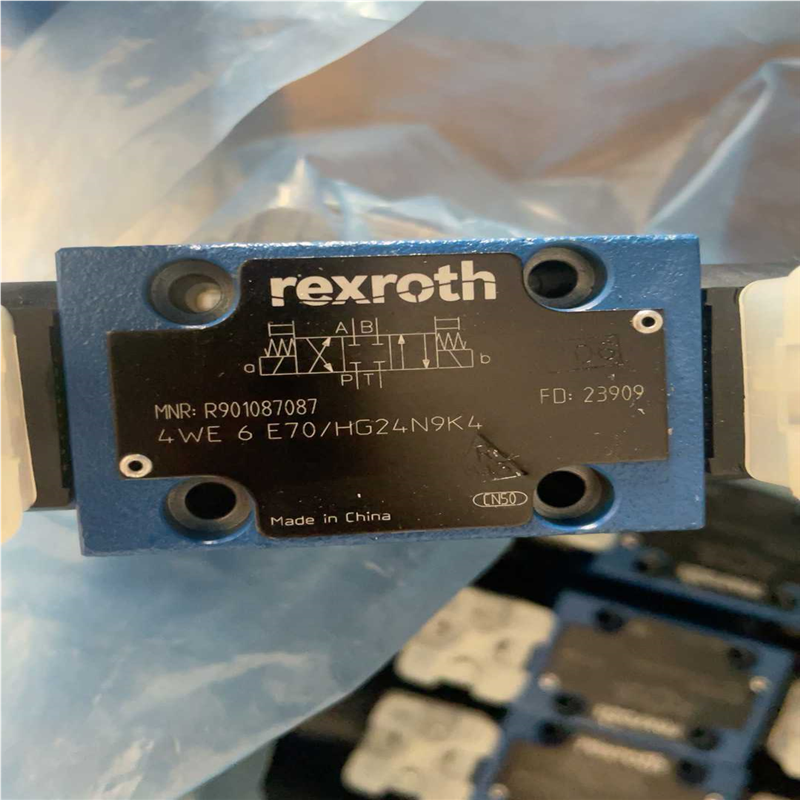 rexroth
A B
a b
P T
MNR: R901087087
FD: 23909
4WE 6 E70/HG24N9K4
CN50
Made in China